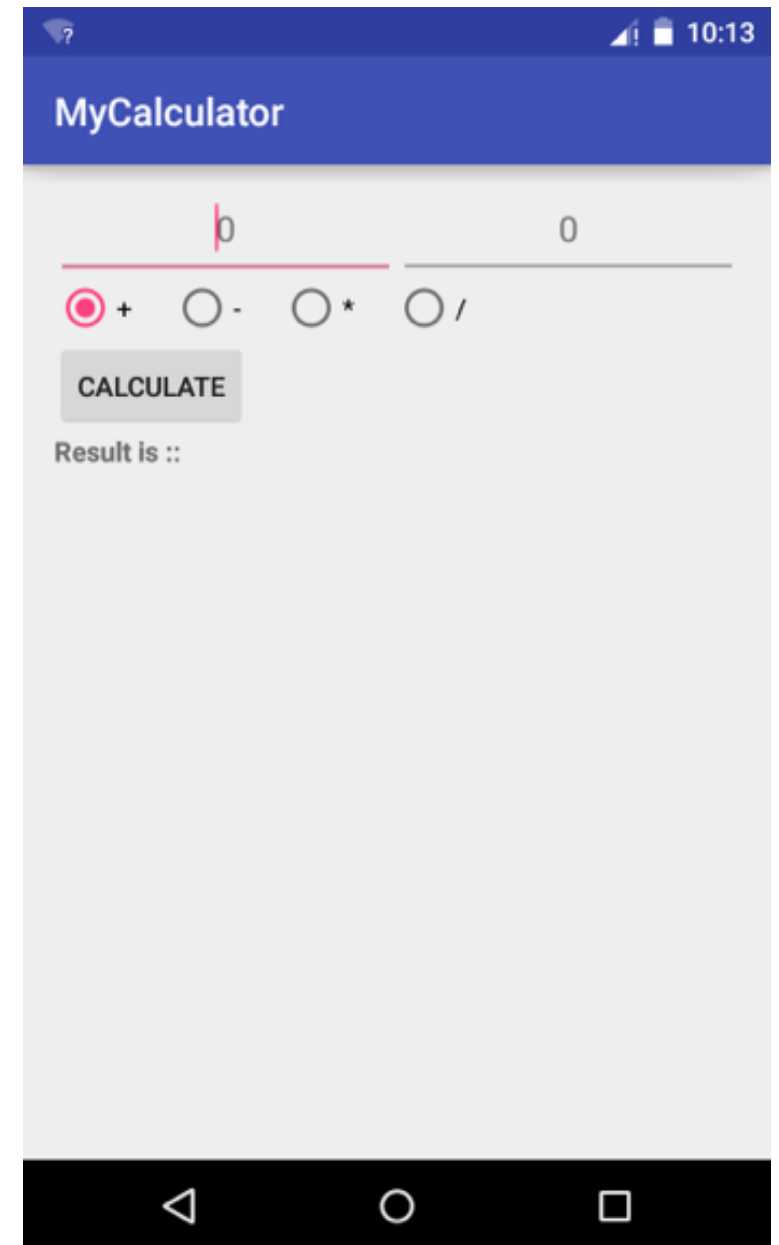 ? ! 10:13
MyCalculator
0 0
+ - * /
CALCULATE
Result is ::